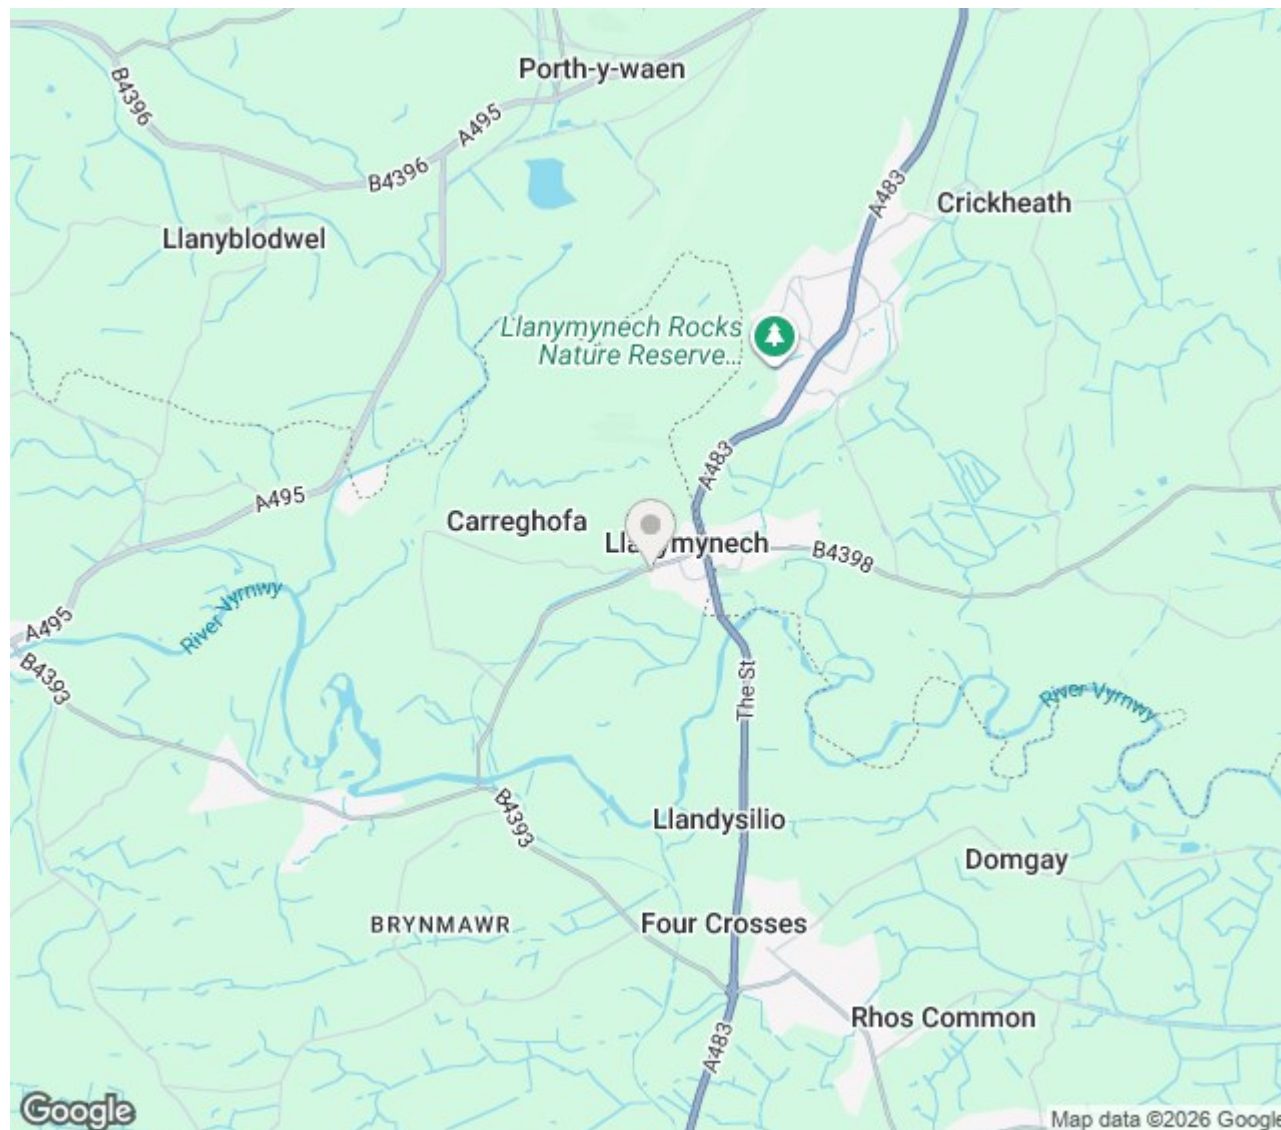 Porth-y-waen
B4396
A495
B4396
A483
Crickheath
Llanyblodwel
Llanymynech Rocks
Nature Reserve...
A483
A495
Carreghofa
Llanymynech
B4398
River Vyrnwy
A495
B4393
The St
River Vyrnwy
B4393
Llandysilio
Domgay
BRYNMAWR
Four Crosses
Rhos Common
A483
Google
Map data ©2026 Google